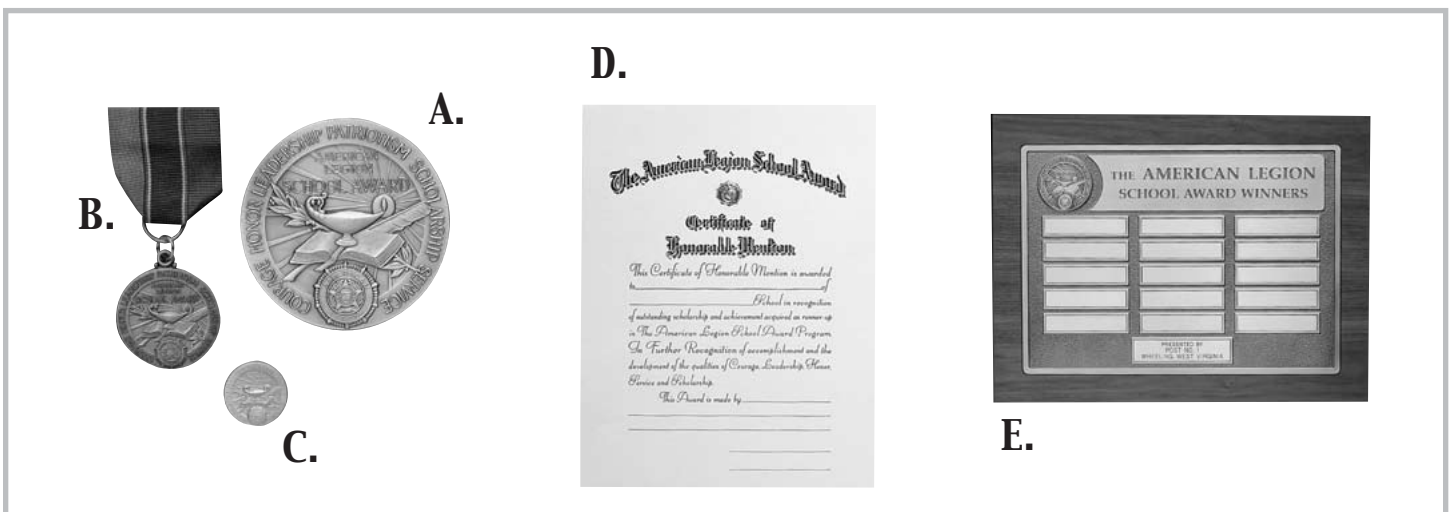 A.
COURAGE HONOR LEADERSHIP PATRIOTISM SCHOLARSHIP SERVICE
AMERICAN
LEGION
SCHOOL AWARD
B.
SCHOOL AWARD
C.
D.
The American Legion School Award
Certificate of
Honorable Mention
This Certificate of Honorable Mention is awarded
to of
School in recognition
of outstanding scholarship and achievement acquired as runner-up
in The American Legion School Award Program.
In Further Recognition of accomplishment and the
development of the qualities of Courage, Leadership, Honor,
Service and Scholarship.
This Award is made by
THE AMERICAN LEGION
SCHOOL AWARD WINNERS
PRESENTED BY
POST NO. 1
WHEELING, WEST VIRGINIA
E.